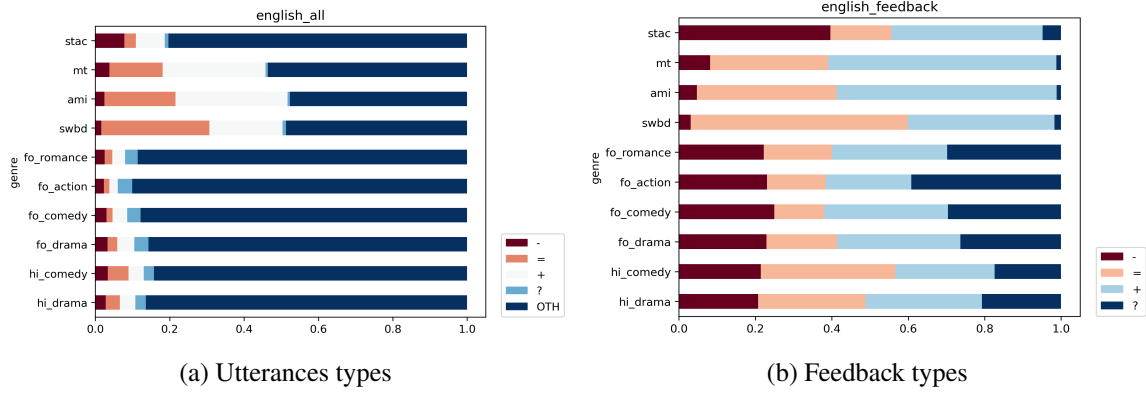 english_all
genre
stac
mt
ami
swbd
fo_romance
fo_action
fo_comedy
fo_drama
hi_comedy
hi_drama
0.0 0.2 0.4 0.6 0.8 1.0
-
=
+
?
OTH
(a) Utterances types
english_feedback
genre
stac
mt
ami
swbd
fo_romance
fo_action
fo_comedy
fo_drama
hi_comedy
hi_drama
0.0 0.2 0.4 0.6 0.8 1.0
-
=
+
?
(b) Feedback types